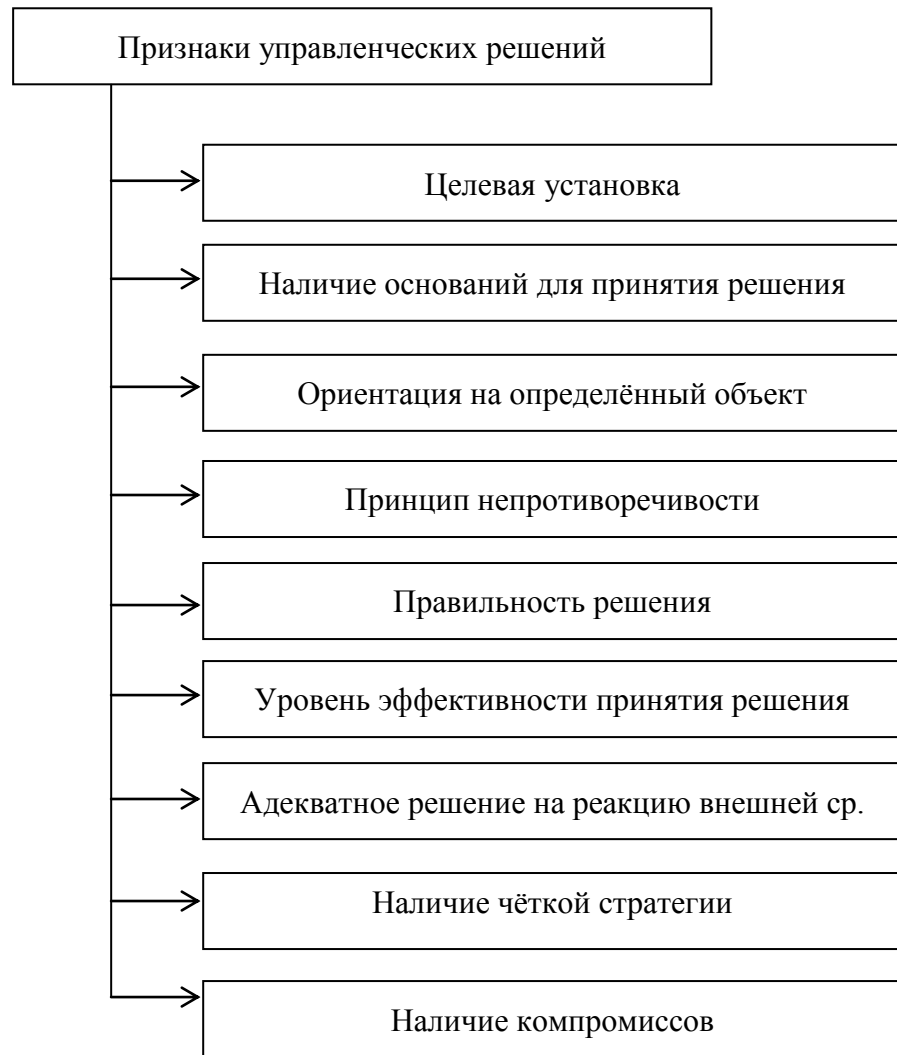 Признаки управленческих решений
Целевая установка
Наличие оснований для принятия решения
Ориентация на определённый объект
Принцип непротиворечивости
Правильность решения
Уровень эффективности принятия решения
Адекватное решение на реакцию внешней ср.
Наличие чёткой стратегии
Наличие компромиссов